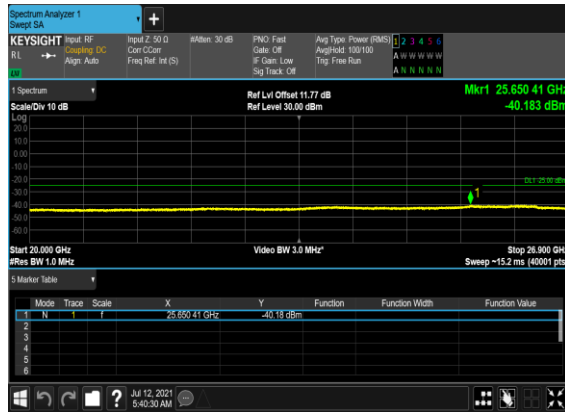 Spectrum Analyzer 1
Swept SA
+
KEYSIGHT Input: RF Input Z: 50 Ω #Atten: 30 dB PNO: Fast Avg Type: Power (RMS) 1 2 3 4 5 6
RL Coupling: DC Corr CCorr Gate: Off Avg|Hold: 100/100 A W W W W W
Align: Auto Freq Ref: Int (S) IF Gain: Low Trig: Free Run
Sig Track: Off A N N N N N
LW
1 Spectrum Ref Lvl Offset 11.77 dB Mkr1 25.650 41 GHz
Scale/Div 10 dB Ref Level 30.00 dBm -40.183 dBm
Log
20.0
10.0
0.00
-10.0
-20.0
DL1 -25.00 dBm
-30.0
1
-40.0
-50.0
-60.0
Start 20.000 GHz Video BW 3.0 MHz* Stop 26.900 GHz
#Res BW 1.0 MHz Sweep ~15.2 ms (40001 pts)
5 Marker Table
Mode Trace Scale X Y Function Function Width Function Value
1 N 1 f 25.650 41 GHz -40.18 dBm
2
3
4
5
6
? Jul 12, 2021
5:40:30 AM